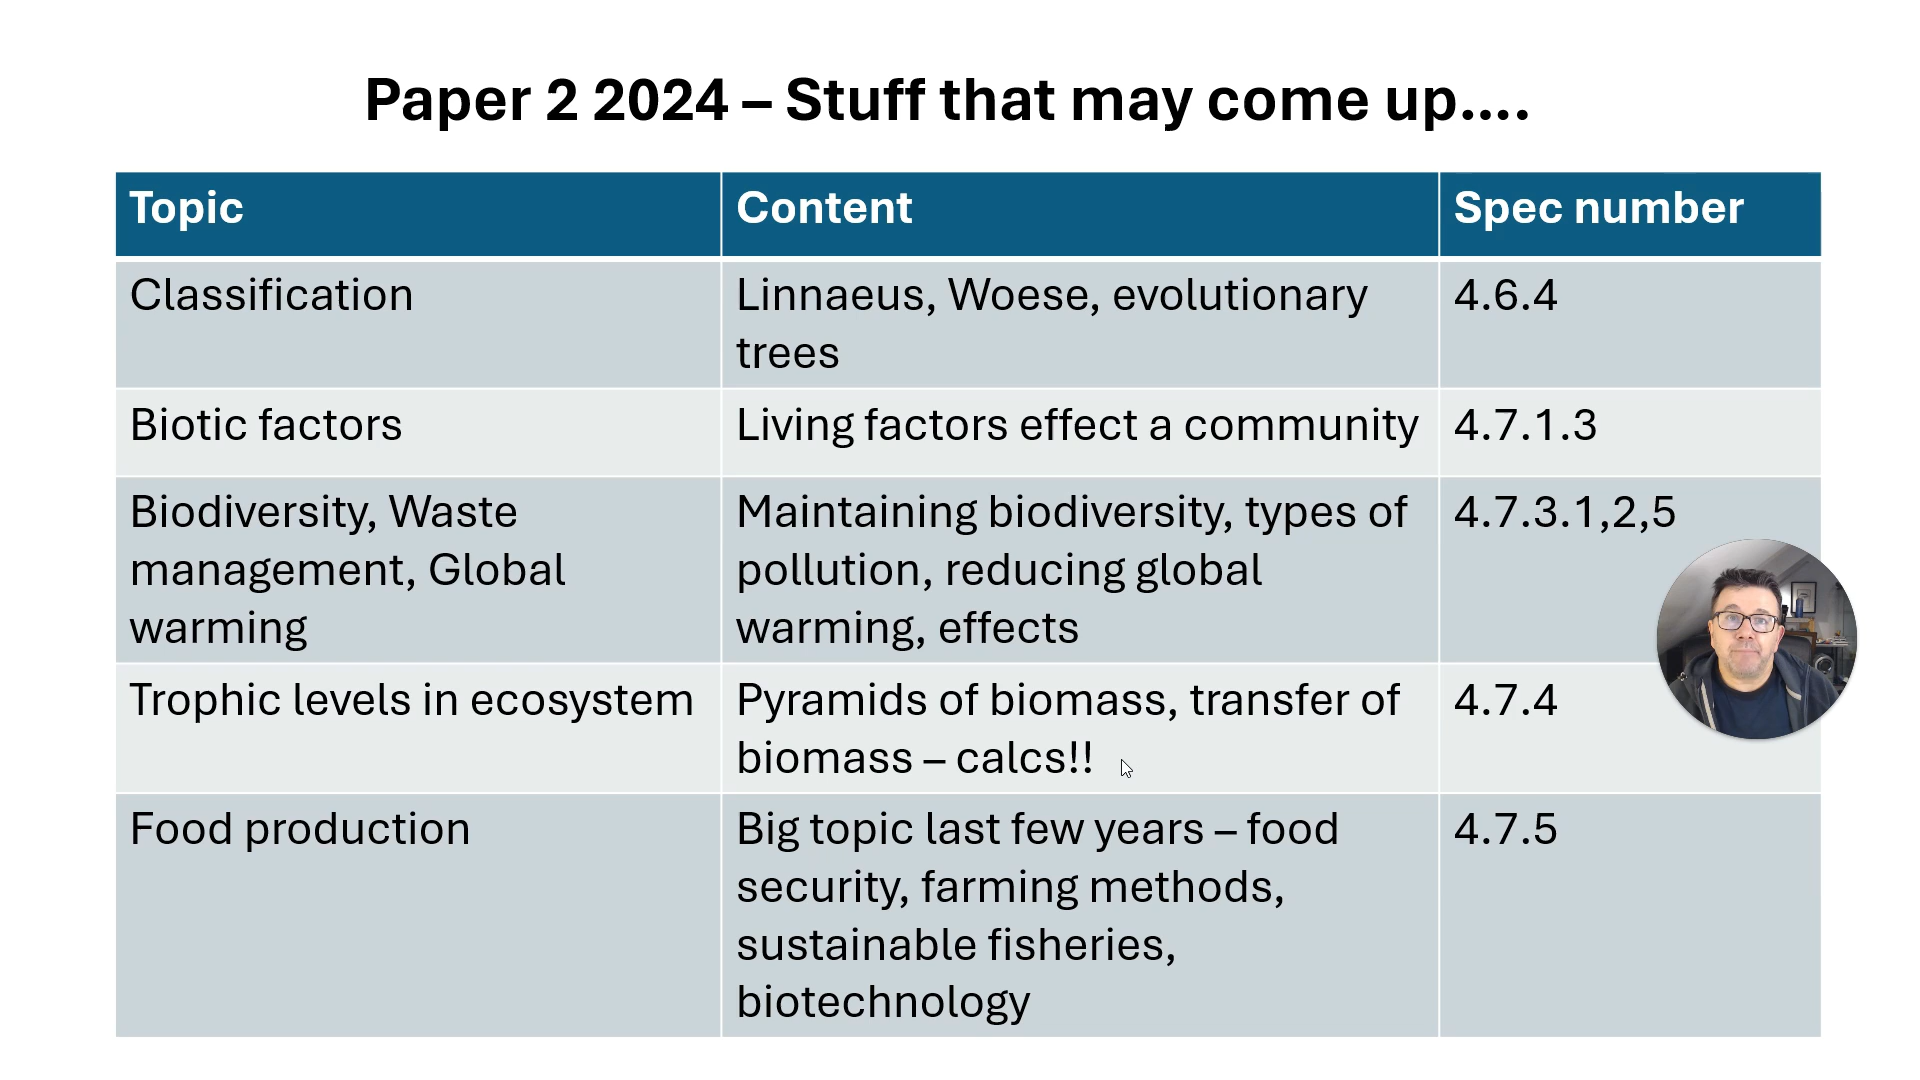 Paper 2 2024 – Stuff that may come up....
Topic
Content
Spec number
Classification
Linnaeus, Woese, evolutionary
trees
4.6.4
Biotic factors
Living factors effect a community
4.7.1.3
Biodiversity, Waste
management, Global
warming
Maintaining biodiversity, types of
pollution, reducing global
warming, effects
4.7.3.1,2,5
Trophic levels in ecosystem
Pyramids of biomass, transfer of
biomass – calcs!!
4.7.4
Food production
Big topic last few years – food
security, farming methods,
sustainable fisheries,
biotechnology
4.7.5